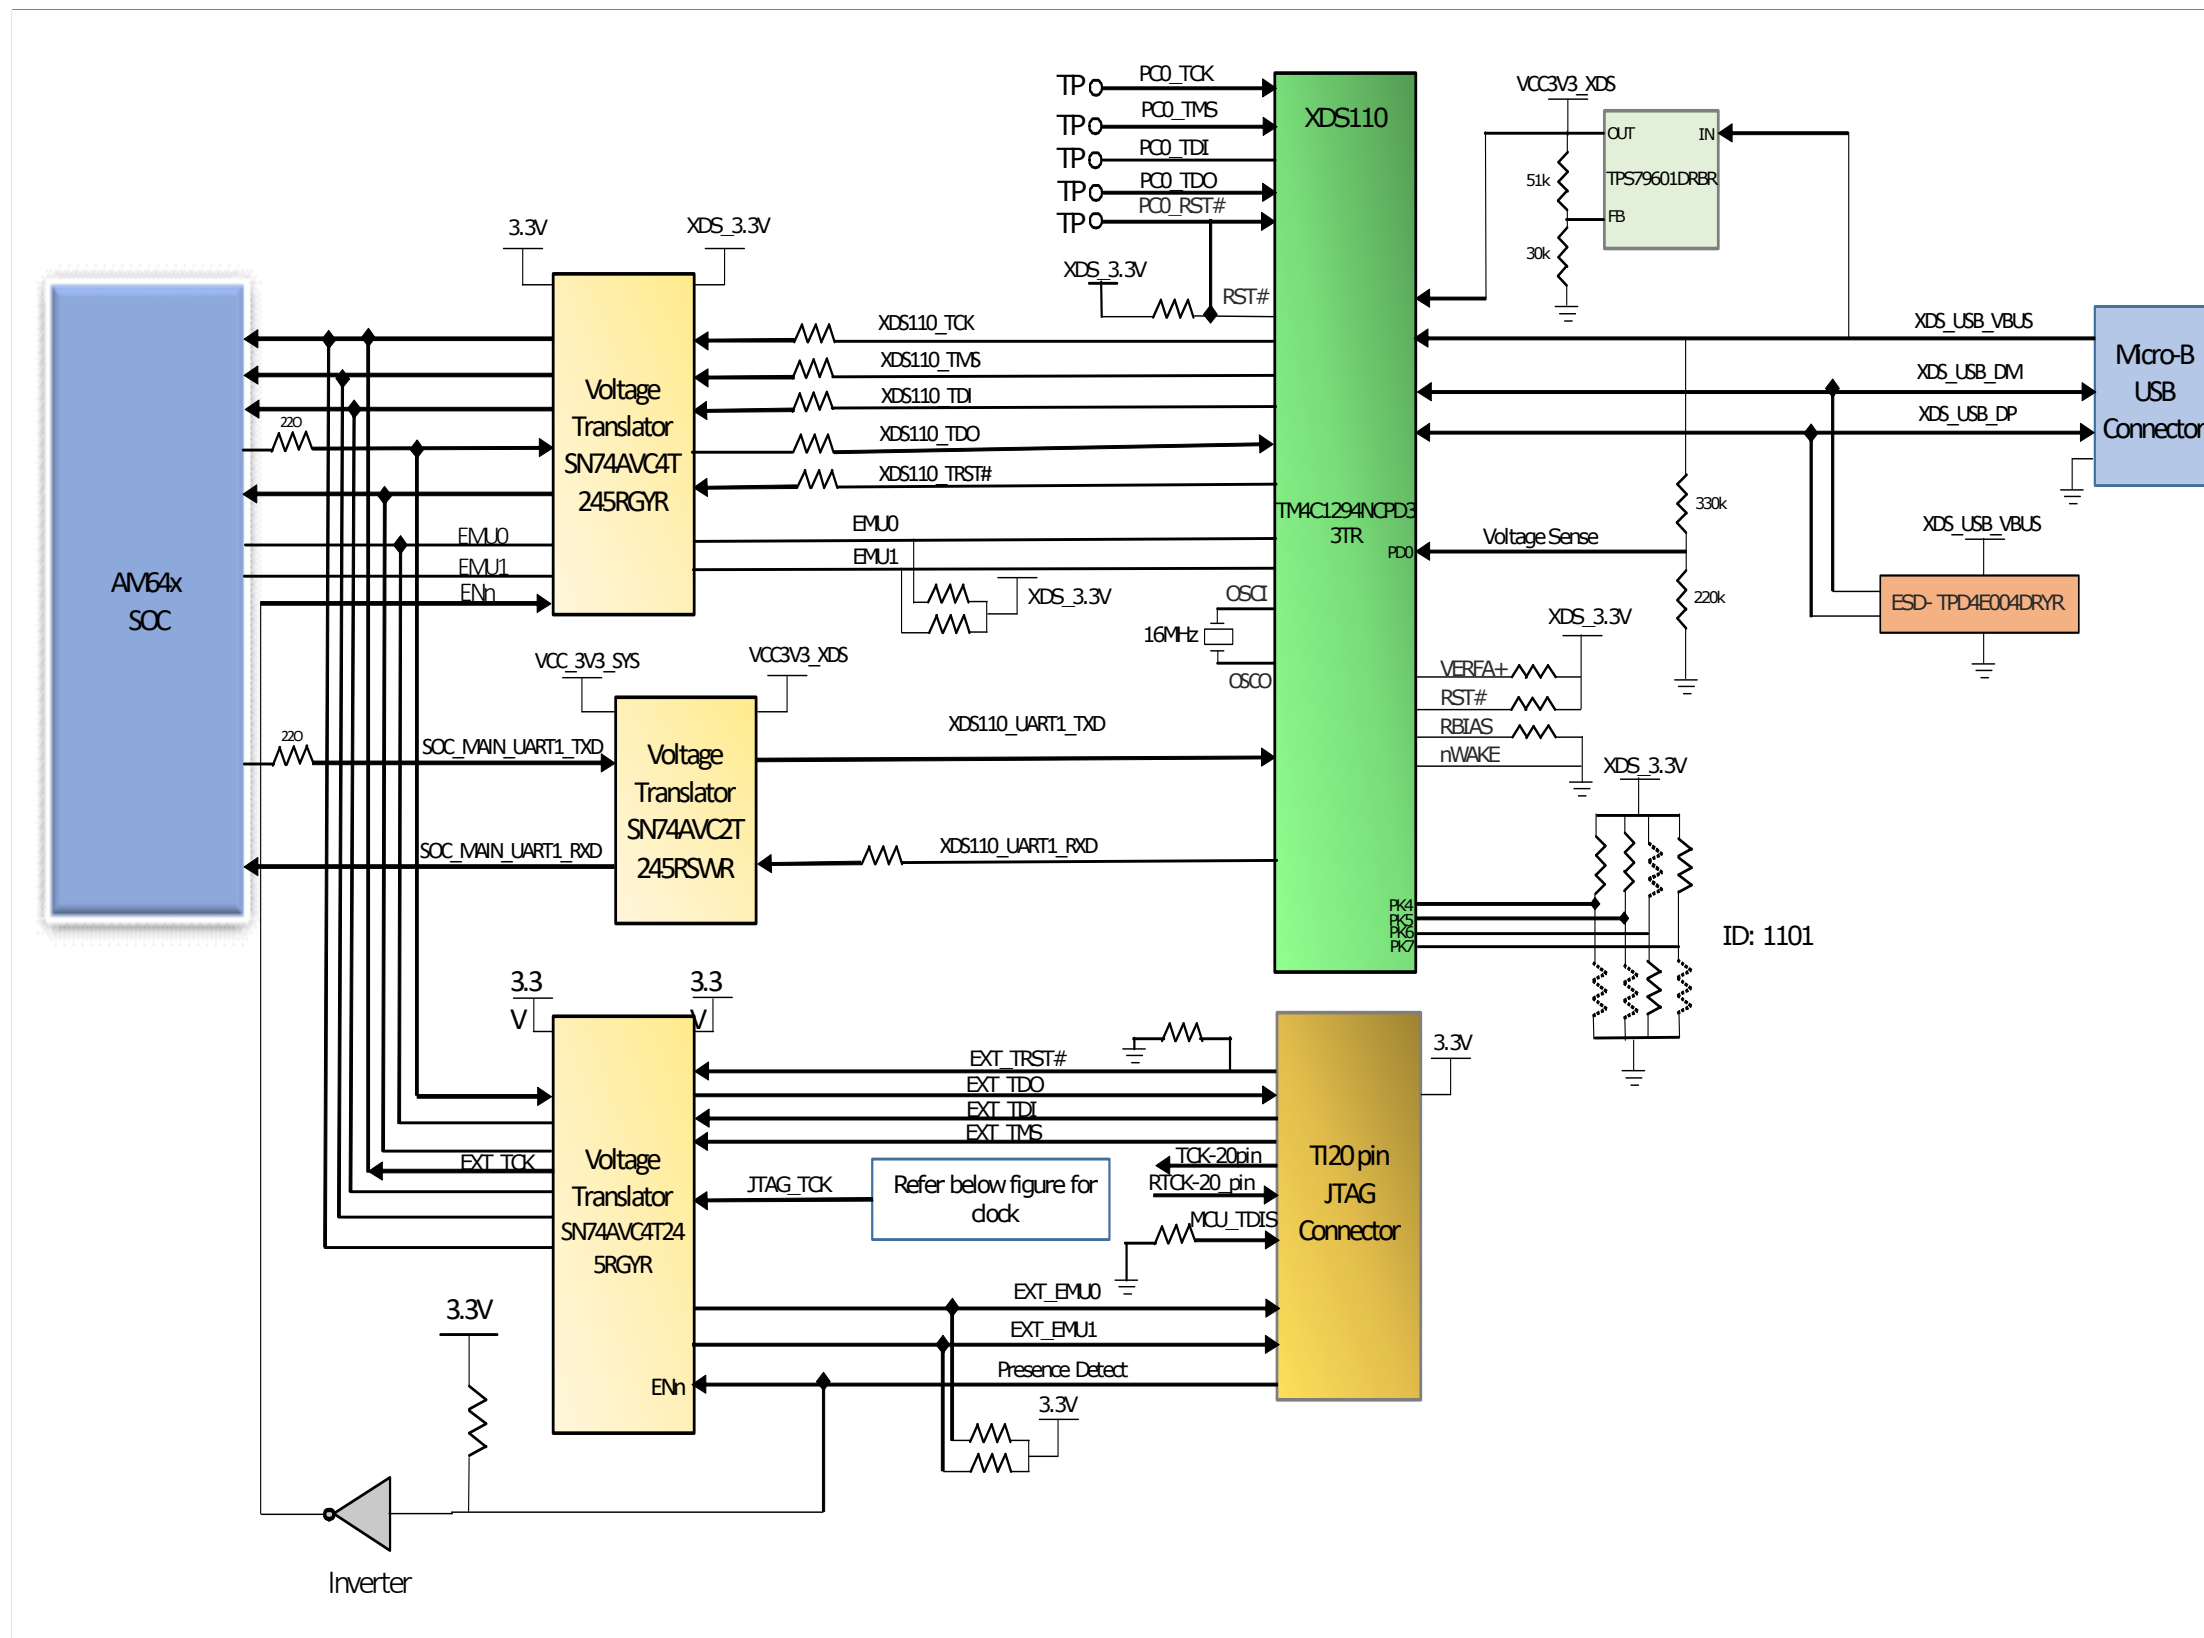 PC0_TCK
TP
PC0_TMS
TP
PC0_TDI
TP
PC0_TDO
TP
PC0_RST#
TP
XDS_3.3V
RST#
XDS110
TM4C1294NCPD3
3TR
PD0
PK4
PK5
PK6
PK7
VCC3V3_XDS
OUT
IN
TPS79601DRBR
FB
51k
30k
XDS_USB_VBUS
XDS_USB_DM
XDS_USB_DP
Micro-B
USB
Connector
330k
Voltage Sense
220k
XDS_USB_VBUS
ESD- TPD4E004DRYR
3.3V
XDS_3.3V
Voltage
Translator
SN74AVC4T
245RGYR
XDS110_TCK
XDS110_TMS
XDS110_TDI
XDS110_TDO
XDS110_TRST#
EMU0
EMU1
XDS_3.3V
220
EMU0
EMU1
ENn
AM64x
SOC
OSCI
16MHz
OSCO
XDS_3.3V
VERFA+
RST#
RBIAS
nWAKE
XDS_3.3V
ID: 1101
VCC_3V3_SYS
VCC3V3_XDS
220
SOC_MAIN_UART1_TXD
Voltage
Translator
SN74AVC2T
245RSWR
XDS110_UART1_TXD
SOC_MAIN_UART1_RXD
XDS110_UART1_RXD
3.3
V
3.3
V
Voltage
Translator
SN74AVC4T24
5RGYR
ENn
EXT_TCK
EXT_TRST#
EXT_TDO
EXT_TDI
EXT_TMS
TCK-20pin
JTAG_TCK
Refer below figure for
clock
RTCK-20_pin
MCU_TDIS
3.3V
TI20 pin
JTAG
Connector
EXT_EMU0
EXT_EMU1
Presence Detect
3.3V
3.3V
Inverter